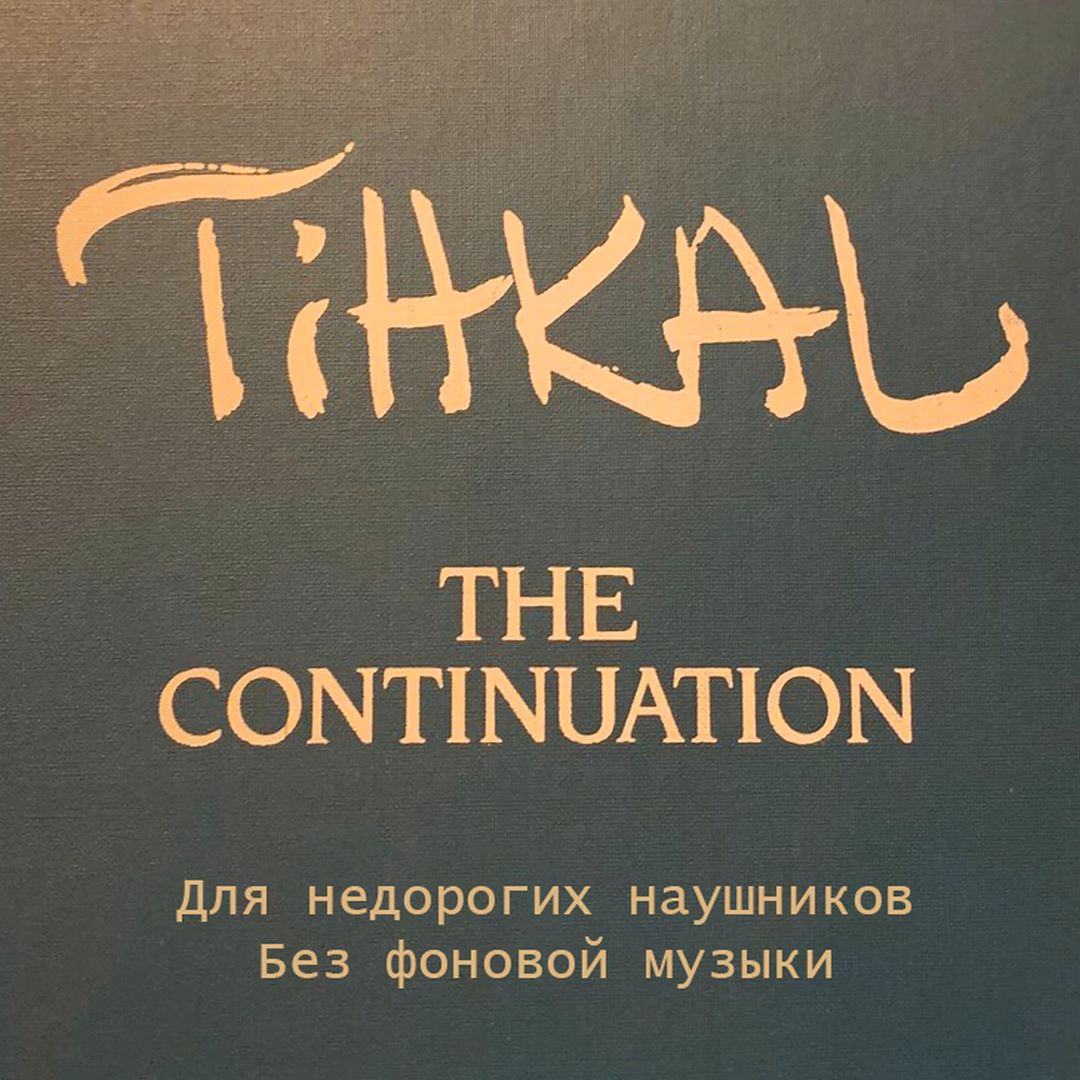 TiHKAL
THE
CONTINUATION
Для недорогих наушников
Без фоновой музыки